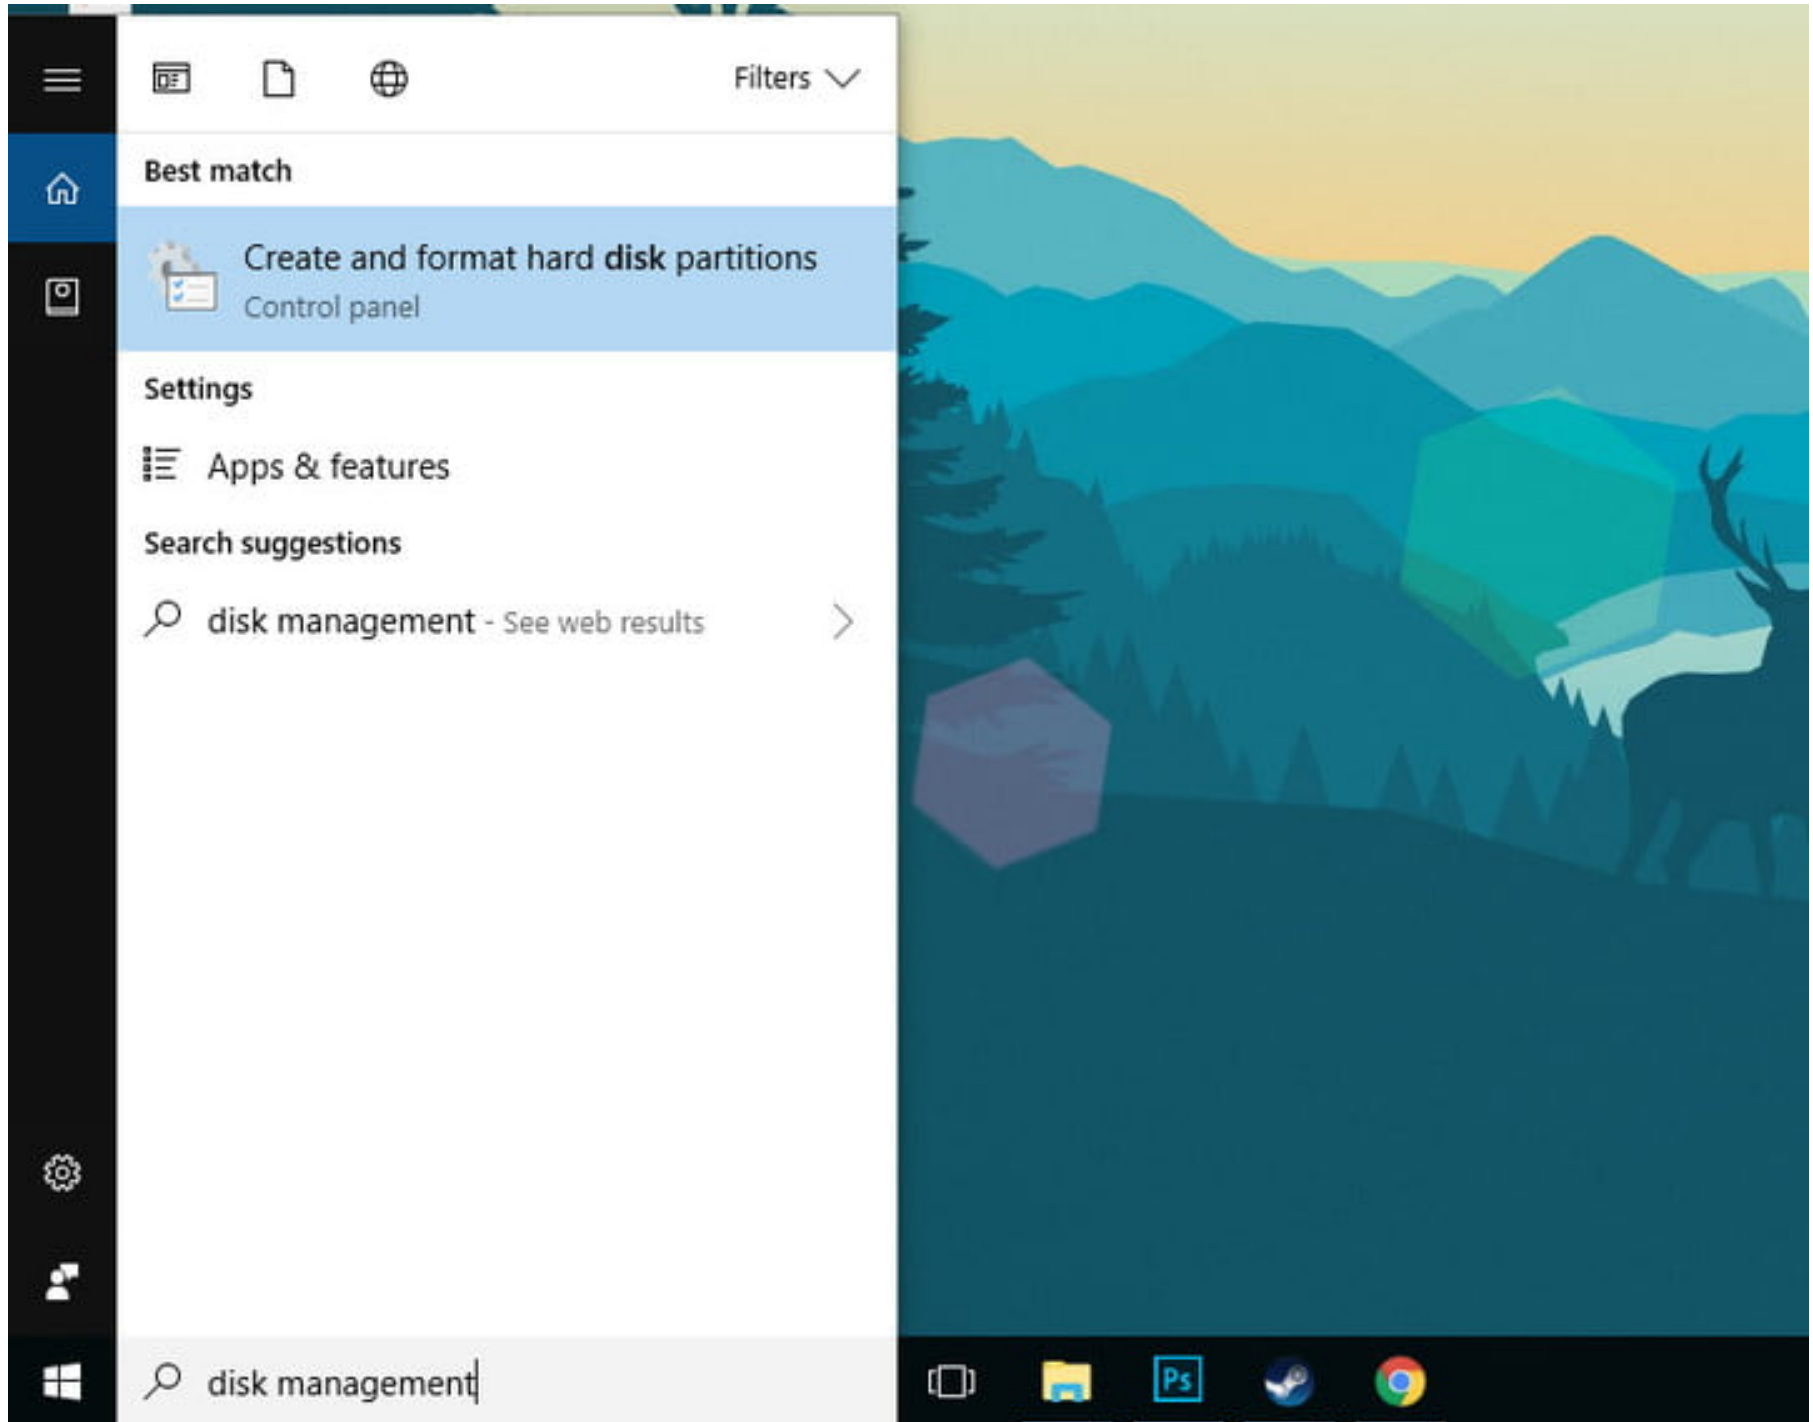 Filters
Best match
Create and format hard disk partitions
Control panel
Settings
Apps & features
Search suggestions
disk management - See web results
disk management
Ps